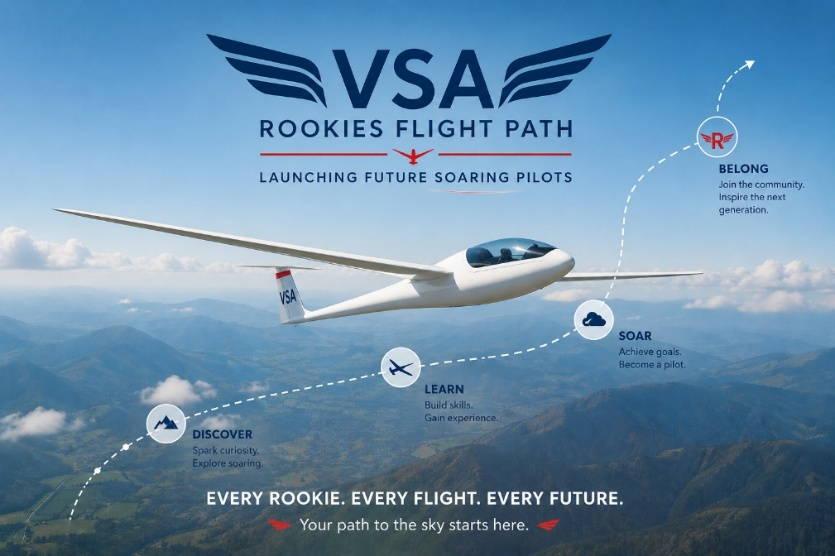 VSA
ROOKIES FLIGHT PATH
LAUNCHING FUTURE SOARING PILOTS
R
BELONG
Join the community.
Inspire the next
generation.
VSA
SOAR
Achieve goals.
Become a pilot.
LEARN
Build skills.
Gain experience.
DISCOVER
Spark curiosity.
Explore soaring.
EVERY ROOKIE. EVERY FLIGHT. EVERY FUTURE.
Your path to the sky starts here.